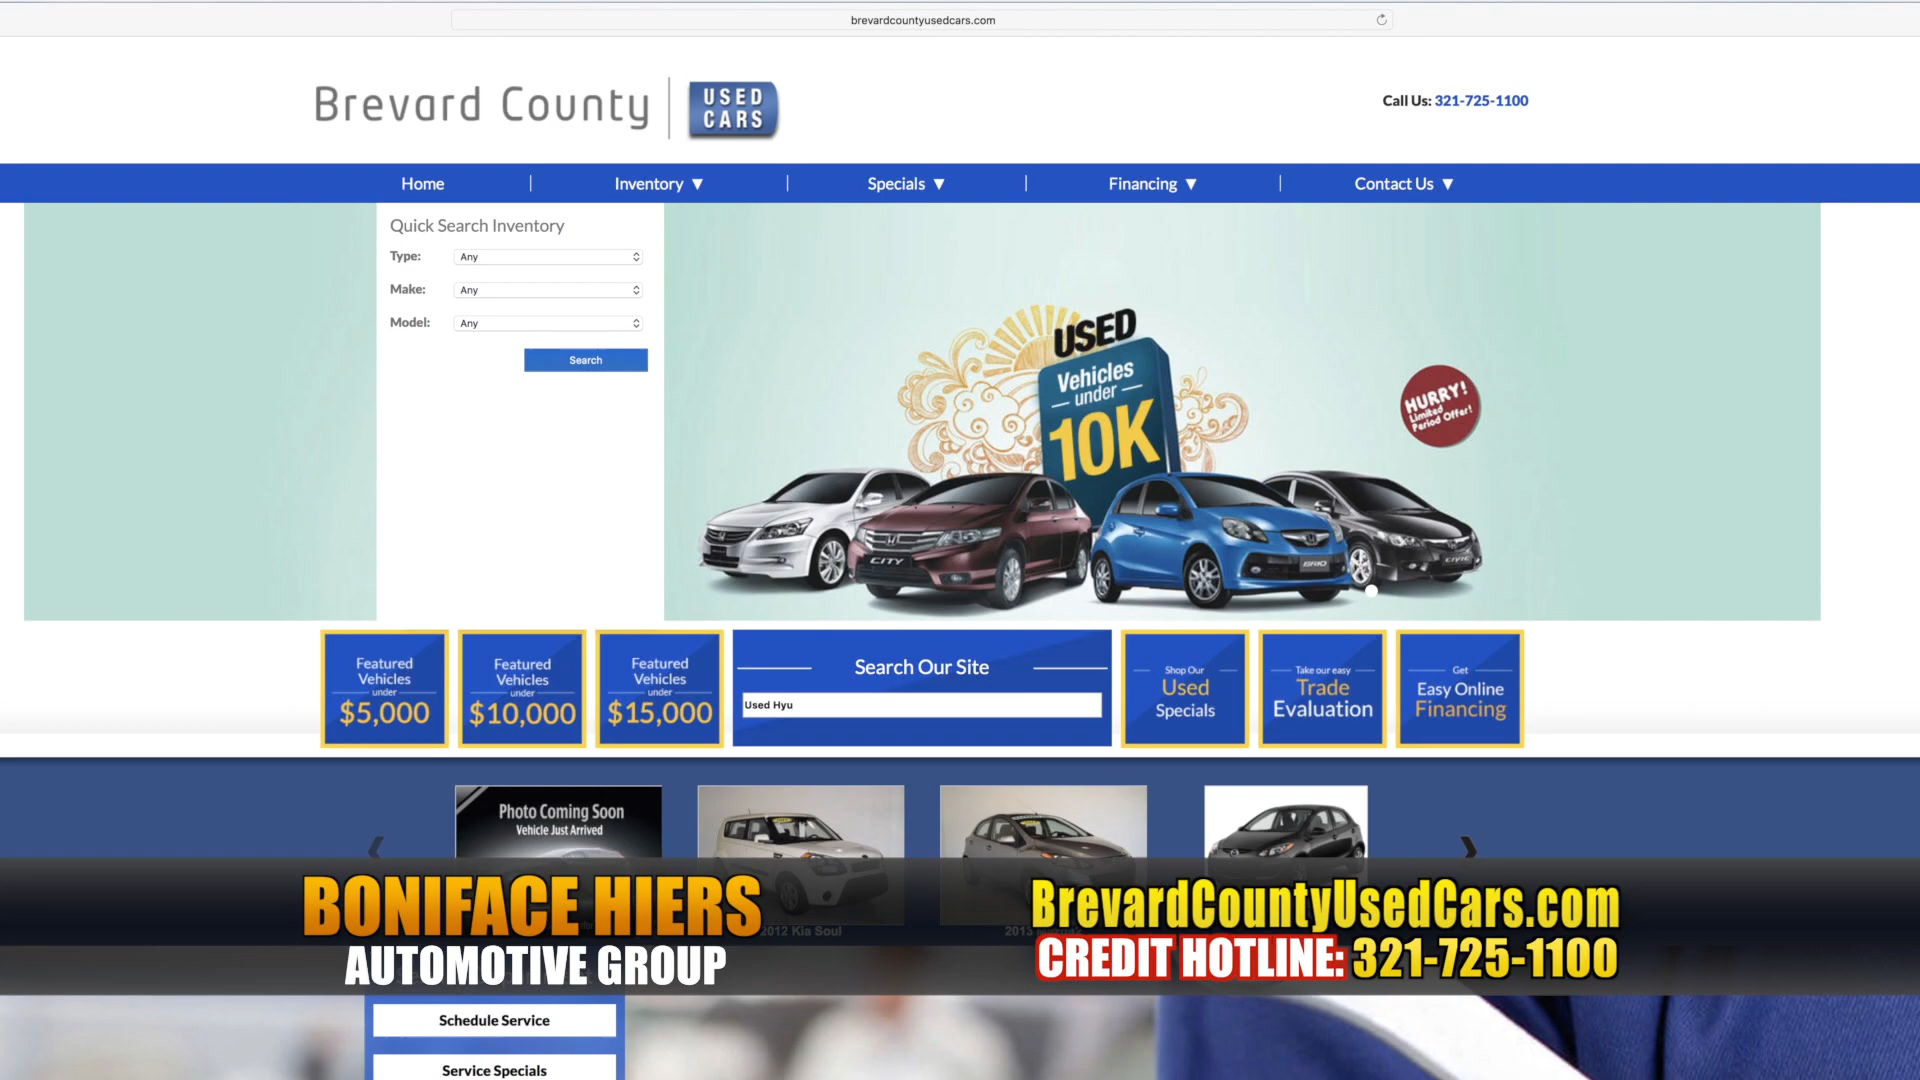 brevardcountyusedcars.com
Brevard County
USED
CARS
Call Us: 321-725-1100
Home
Inventory ▼
Specials ▼
Financing ▼
Contact Us ▼
Quick Search Inventory
Type:
Any
Make:
Any
Model:
Any
Search
USED
Vehicles
under
10K
HURRY!
Limited
Period Offer!
CITY
BRIO
CIVIC
Featured
Vehicles
under
$5,000
Featured
Vehicles
under
$10,000
Featured
Vehicles
under
$15,000
Search Our Site
Used Hyu
Shop Our
Used
Specials
Take our easy
Trade
Evaluation
Get
Easy Online
Financing
Photo Coming Soon
Vehicle Just Arrived
2012 Kia Soul
2013
BONIFACE HIERS
AUTOMOTIVE GROUP
BrevardCountyUsedCars.com
CREDIT HOTLINE: 321-725-1100
Schedule Service
Service Specials